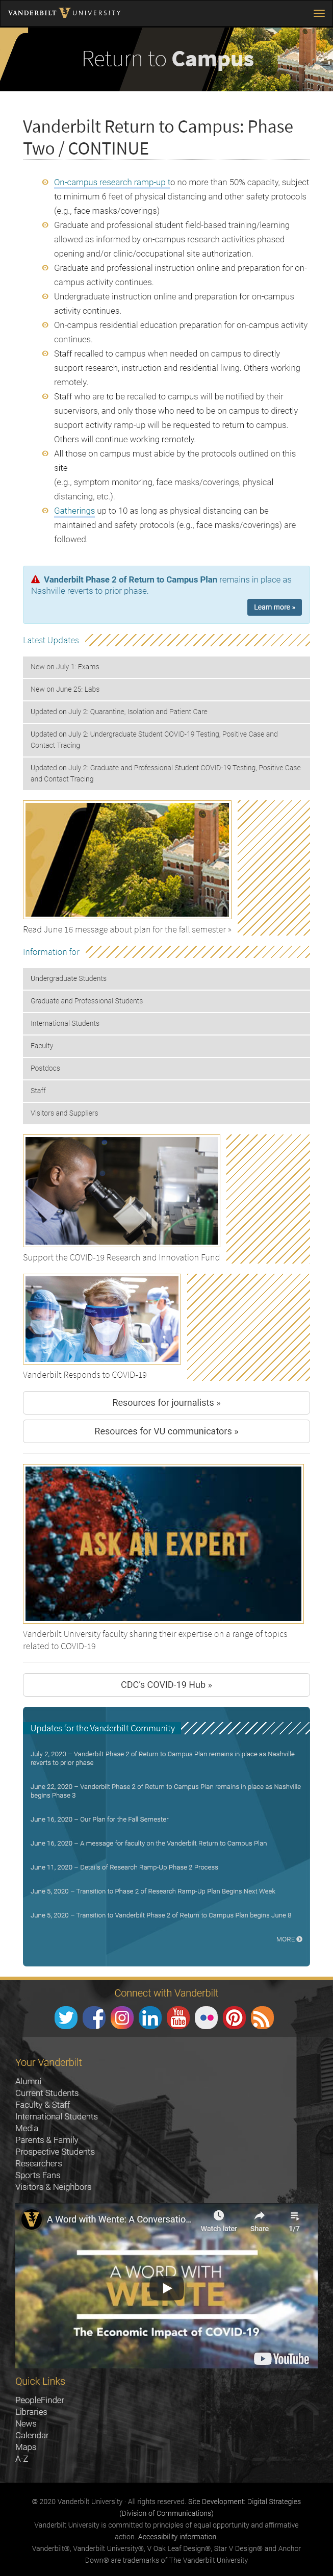 VANDERBILT V UNIVERSITY
Return to Campus
Vanderbilt Return to Campus: Phase
Two / CONTINUE
On-campus research ramp-up to no more than 50% capacity, subject
to minimum 6 feet of physical distancing and other safety protocols
(e.g., face masks/coverings)
Graduate and professional student field-based training/learning
allowed as informed by on-campus research activities phased
opening and/or clinic/occupational site authorization.
Graduate and professional instruction online and preparation for on-
campus activity continues.
Undergraduate instruction online and preparation for on-campus
activity continues.
On-campus residential education preparation for on-campus activity
continues.
Staff recalled to campus when needed on campus to directly
support research, instruction and residential living. Others working
remotely.
Staff who are to be recalled to campus will be notified by their
supervisors, and only those who need to be on campus to directly
support activity ramp-up will be requested to return to campus.
Others will continue working remotely.
All those on campus must abide by the protocols outlined on this
site
(e.g., symptom monitoring, face masks/coverings, physical
distancing, etc.).
Gatherings up to 10 as long as physical distancing can be
maintained and safety protocols (e.g., face masks/coverings) are
followed.
Vanderbilt Phase 2 of Return to Campus Plan remains in place as
Nashville reverts to prior phase.
Learn more »
Latest Updates
New on July 1: Exams
New on June 25: Labs
Updated on July 2: Quarantine, Isolation and Patient Care
Updated on July 2: Undergraduate Student COVID-19 Testing, Positive Case and
Contact Tracing
Updated on July 2: Graduate and Professional Student COVID-19 Testing, Positive Case
and Contact Tracing
Read June 16 message about plan for the fall semester »
Information for
Undergraduate Students
Graduate and Professional Students
International Students
Faculty
Postdocs
Staff
Visitors and Suppliers
Support the COVID-19 Research and Innovation Fund
Vanderbilt Responds to COVID-19
Resources for journalists »
Resources for VU communicators »
ASK AN EXPERT
Vanderbilt University faculty sharing their expertise on a range of topics
related to COVID-19
CDC's COVID-19 Hub »
Updates for the Vanderbilt Community
July 2, 2020 – Vanderbilt Phase 2 of Return to Campus Plan remains in place as Nashville
reverts to prior phase
June 22, 2020 – Vanderbilt Phase 2 of Return to Campus Plan remains in place as Nashville
begins Phase 3
June 16, 2020 – Our Plan for the Fall Semester
June 16, 2020 – A message for faculty on the Vanderbilt Return to Campus Plan
June 11, 2020 – Details of Research Ramp-Up Phase 2 Process
June 5, 2020 – Transition to Phase 2 of Research Ramp-Up Plan Begins Next Week
June 5, 2020 – Transition to Vanderbilt Phase 2 of Return to Campus Plan begins June 8
MORE
Connect with Vanderbilt
You Tube
Your Vanderbilt
Alumni
Current Students
Faculty & Staff
International Students
Media
Parents & Family
Prospective Students
Researchers
Sports Fans
Visitors & Neighbors
A Word with Wente: A Conversatio...
Watch later
Share
1/7
A WORD WITH
WENTE
The Economic Impacts of COVID-19
YouTube
Quick Links
PeopleFinder
Libraries
News
Calendar
Maps
A-Z
© 2020 Vanderbilt University · All rights reserved. Site Development: Digital Strategies
(Division of Communications)
Vanderbilt University is committed to principles of equal opportunity and affirmative
action. Accessibility information.
Vanderbilt®, Vanderbilt University®, V Oak Leaf Design®, Star V Design® and Anchor
Down® are trademarks of The Vanderbilt University